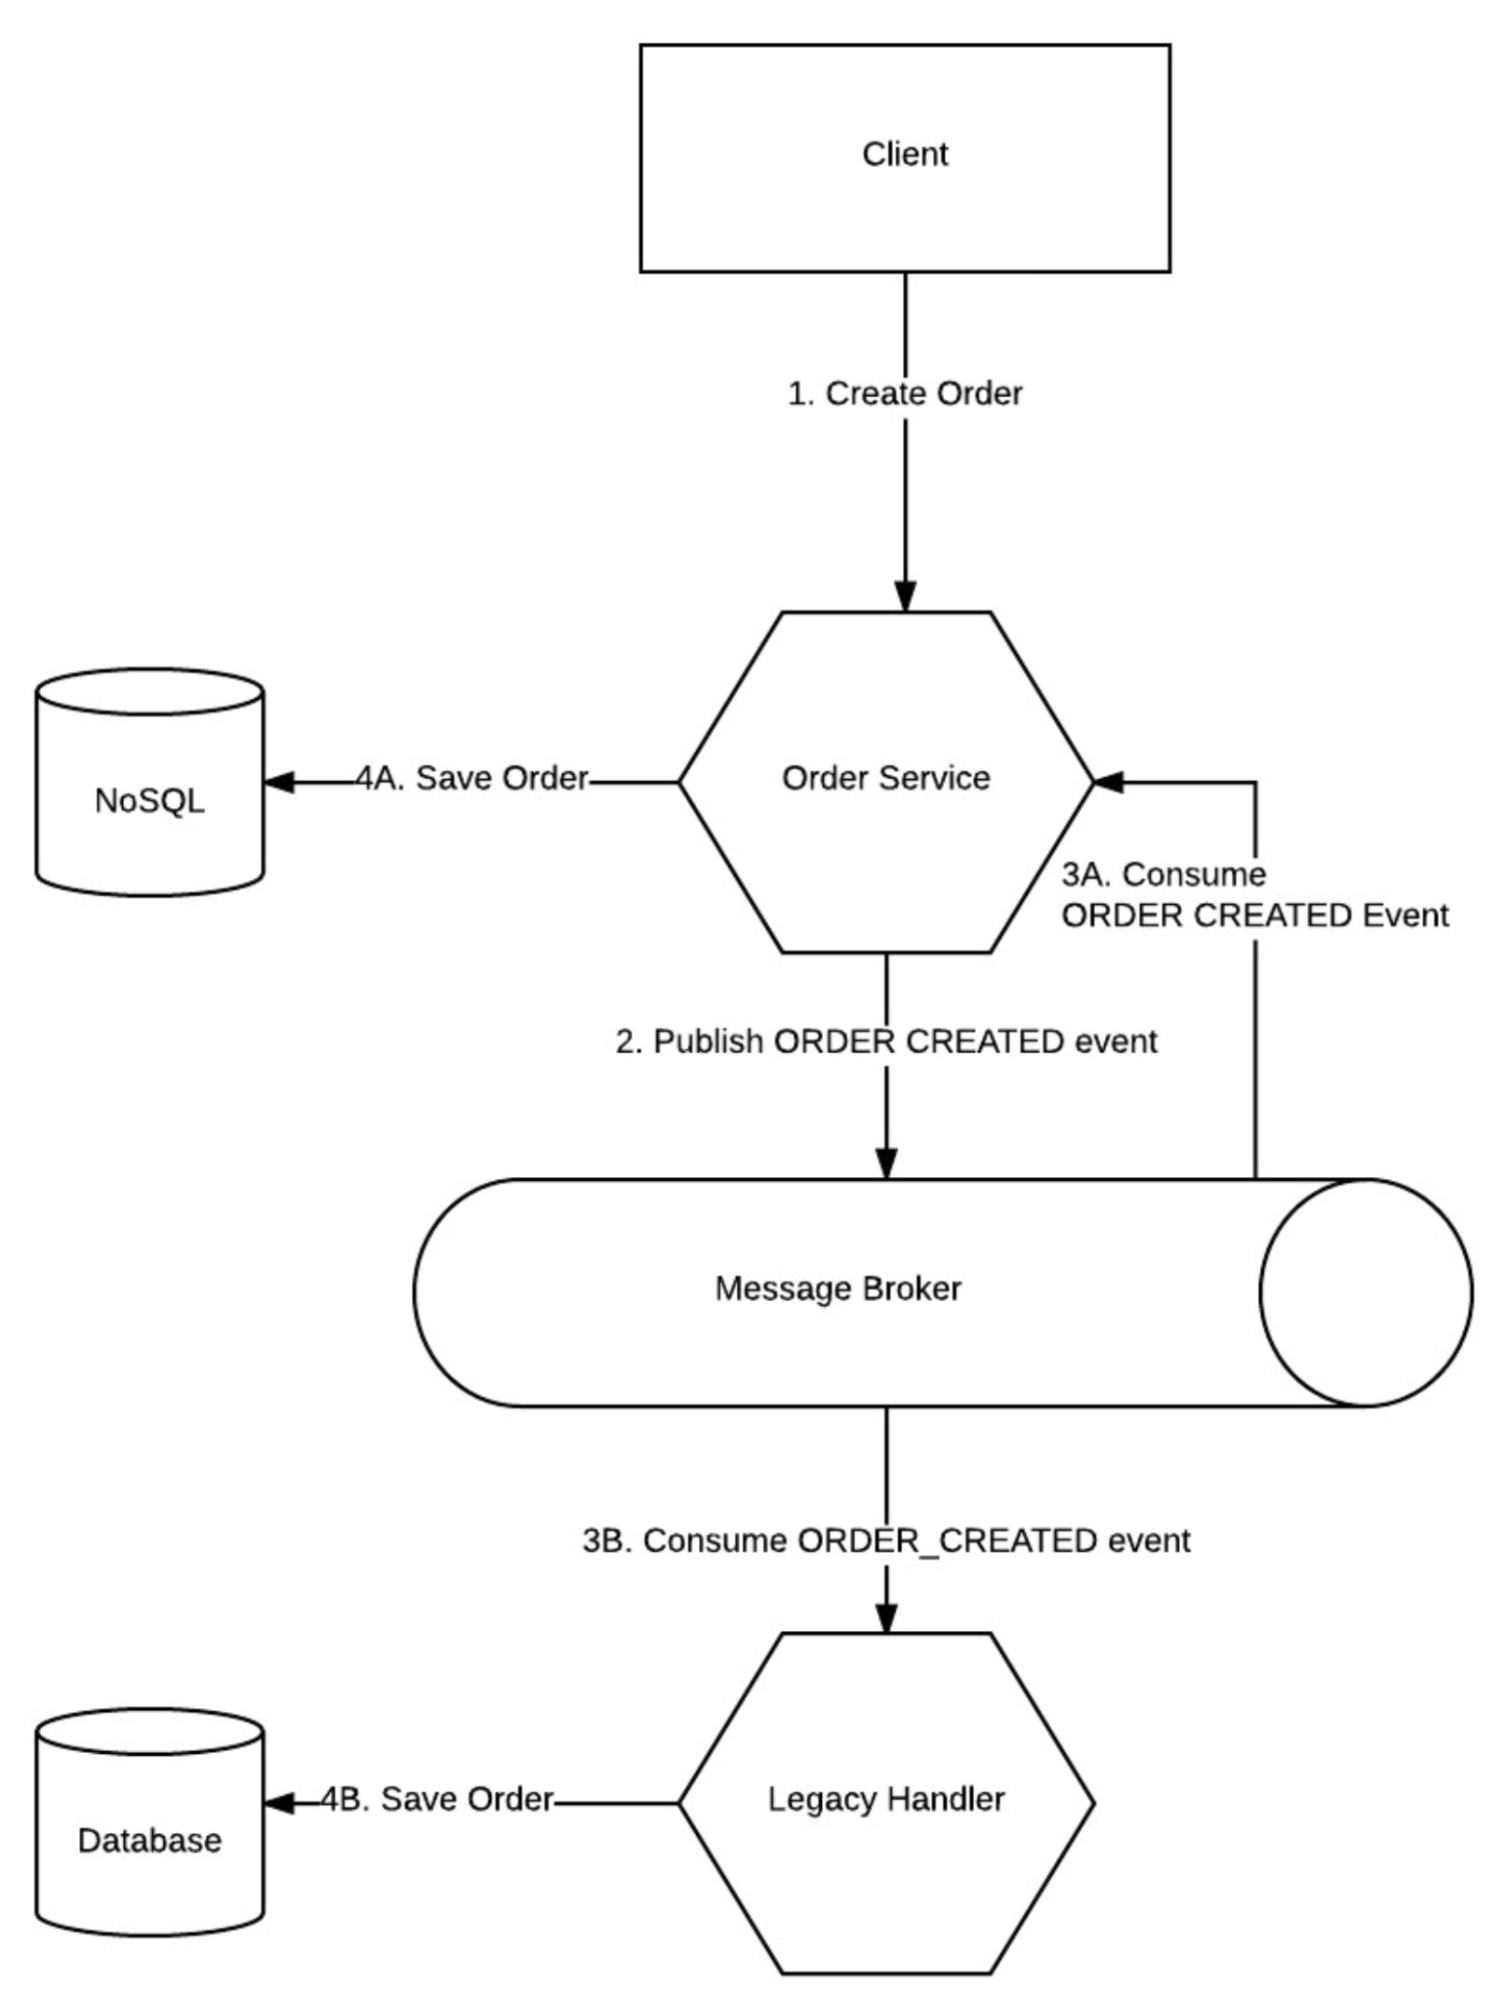 Client
1. Create Order
Order Service
4A. Save Order
NoSQL
3A. Consume
ORDER CREATED Event
2. Publish ORDER CREATED event
Message Broker
3B. Consume ORDER_CREATED event
Legacy Handler
4B. Save Order
Database